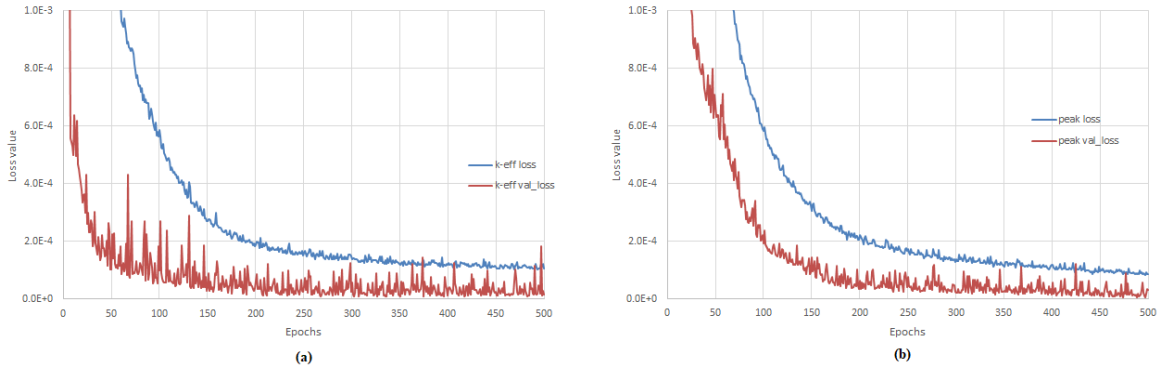 1.0E-3
8.0E-4
6.0E-4
4.0E-4
2.0E-4
0.0E+0
Loss value
0 50 100 150 200 250 300 350 400 450 500
Epochs
k-eff loss
k-eff val_loss
(a)
1.0E-3
8.0E-4
6.0E-4
4.0E-4
2.0E-4
0.0E+0
Loss value
0 50 100 150 200 250 300 350 400 450 500
Epochs
peak loss
peak val_loss
(b)